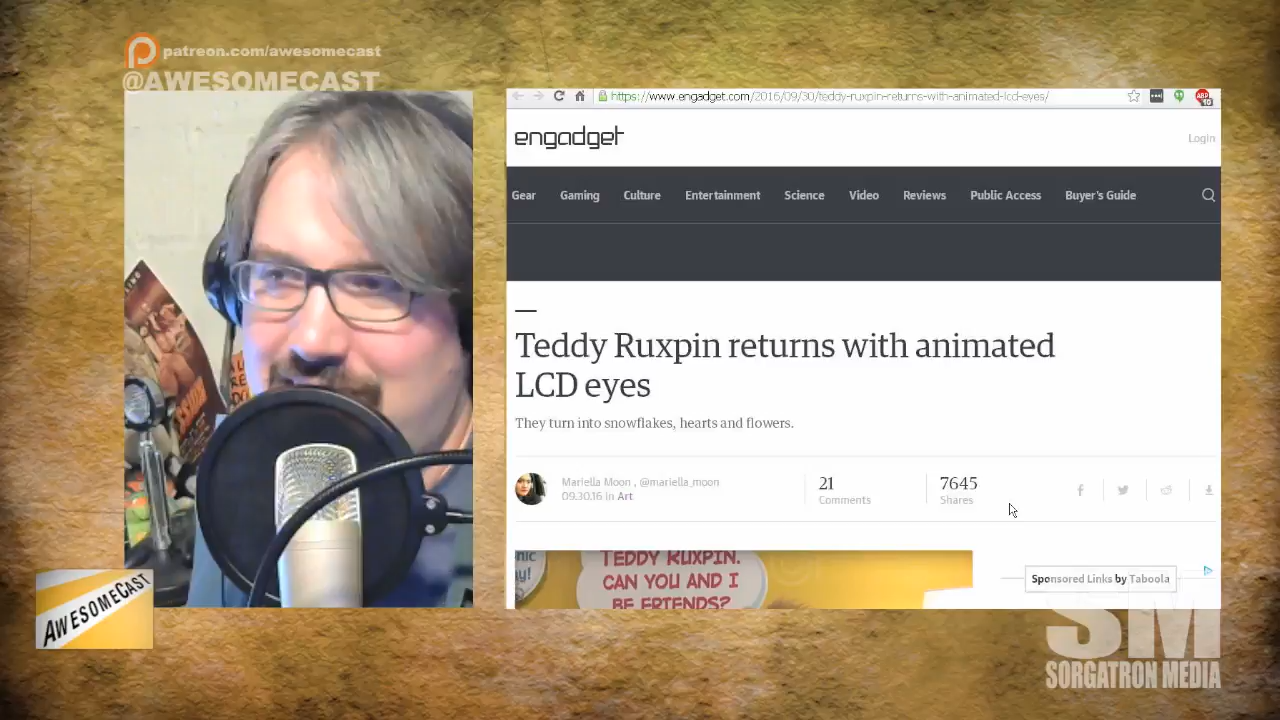 patreon.com/awesomecast
@AWESOMECAST
https://www.engadget.com/2016/09/30/teddy-ruxpin-returns-with-animated-lcd-eyes/
ABP
engadget
Login
Gear Gaming Culture Entertainment Science Video Reviews Public Access Buyer's Guide
Teddy Ruxpin returns with animated
LCD eyes
They turn into snowflakes, hearts and flowers.
Mariella Moon , @mariella_moon
09.30.16 in Art
21
Comments
7645
Shares
TEDDY RUXPIN.
CAN YOU AND I
BE FRIENDS?
Sponsored Links by Taboola
AWESOMECAST
SM
SORGATRON MEDIA